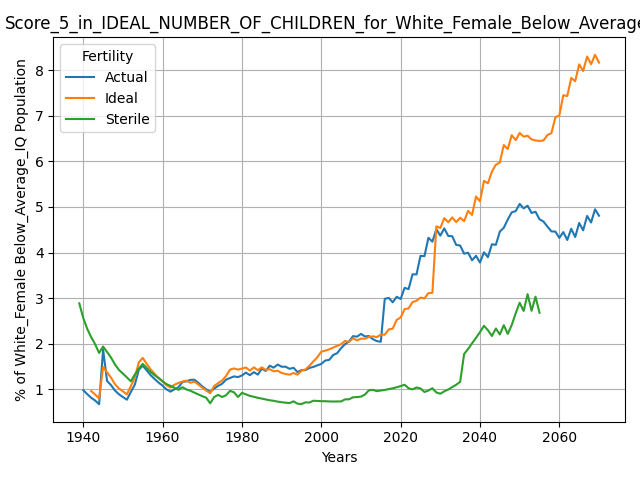 Score_5_in_IDEAL_NUMBER_OF_CHILDREN_for_White_Female_Below_Average
Fertility
Actual
Ideal
Sterile
% of White_Female Below_Average_IQ Population
8
7
6
5
4
3
2
1
1940 1960 1980 2000 2020 2040 2060
Years